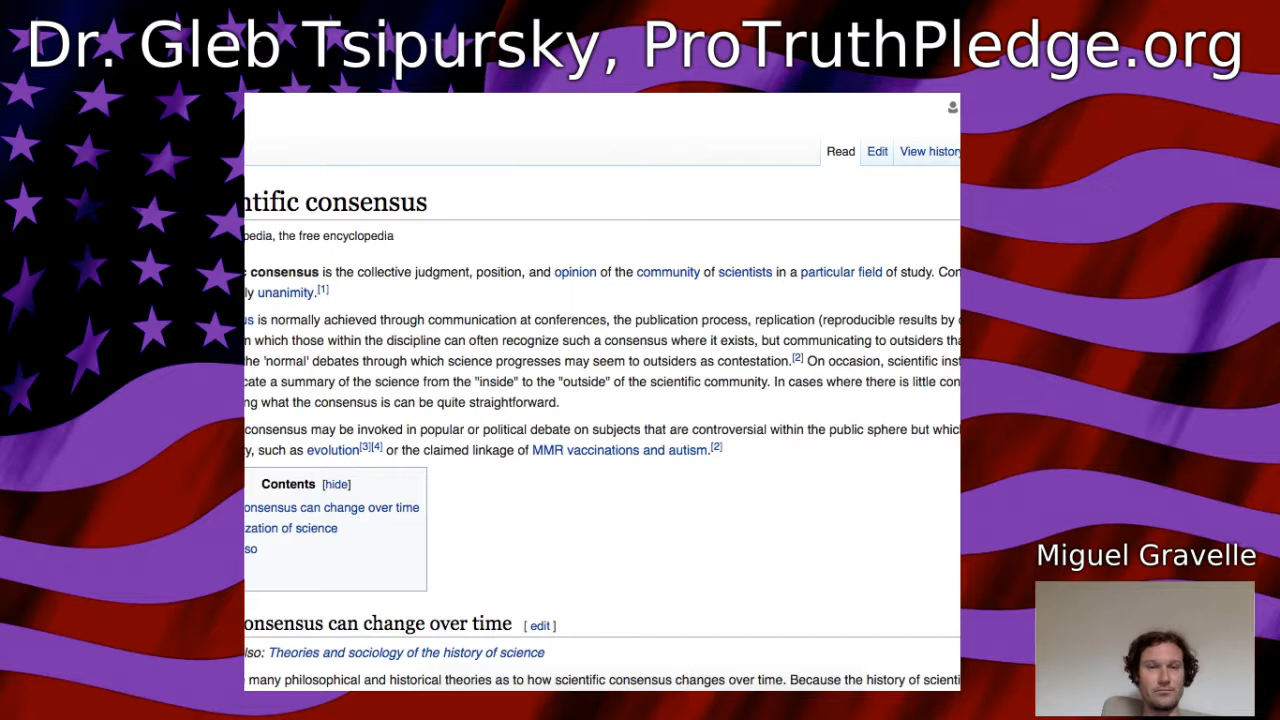 Dr. Gleb Tsipursky, ProTruthPledge.org
Read Edit View history
ntific consensus
pedia, the free encyclopedia
c consensus is the collective judgment, position, and opinion of the community of scientists in a particular field of study. Con
ly unanimity.[1]
us is normally achieved through communication at conferences, the publication process, replication (reproducible results by
n which those within the discipline can often recognize such a consensus where it exists, but communicating to outsiders tha
he 'normal' debates through which science progresses may seem to outsiders as contestation.[2] On occasion, scientific inst
cate a summary of the science from the "inside" to the "outside" of the scientific community. In cases where there is little con
ng what the consensus is can be quite straightforward.
consensus may be invoked in popular or political debate on subjects that are controversial within the public sphere but whic
y, such as evolution[3][4] or the claimed linkage of MMR vaccinations and autism.[2]
Contents [hide]
onsensus can change over time
zation of science
so
onsensus can change over time [ edit ]
lso: Theories and sociology of the history of science
many philosophical and historical theories as to how scientific consensus changes over time. Because the history of scienti
Miguel Gravelle